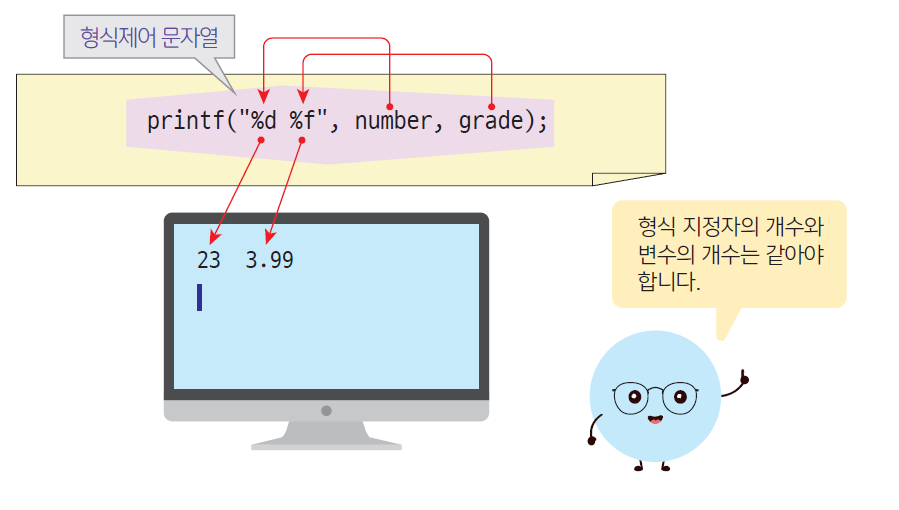 형식제어 문자열
printf("%d %f", number, grade);
23 3.99
형식 지정자의 개수와
변수의 개수는 같아야
합니다.